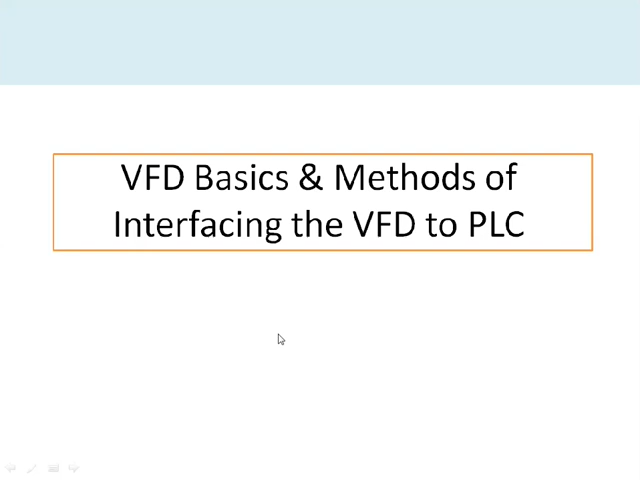 VFD Basics & Methods of
Interfacing the VFD to PLC